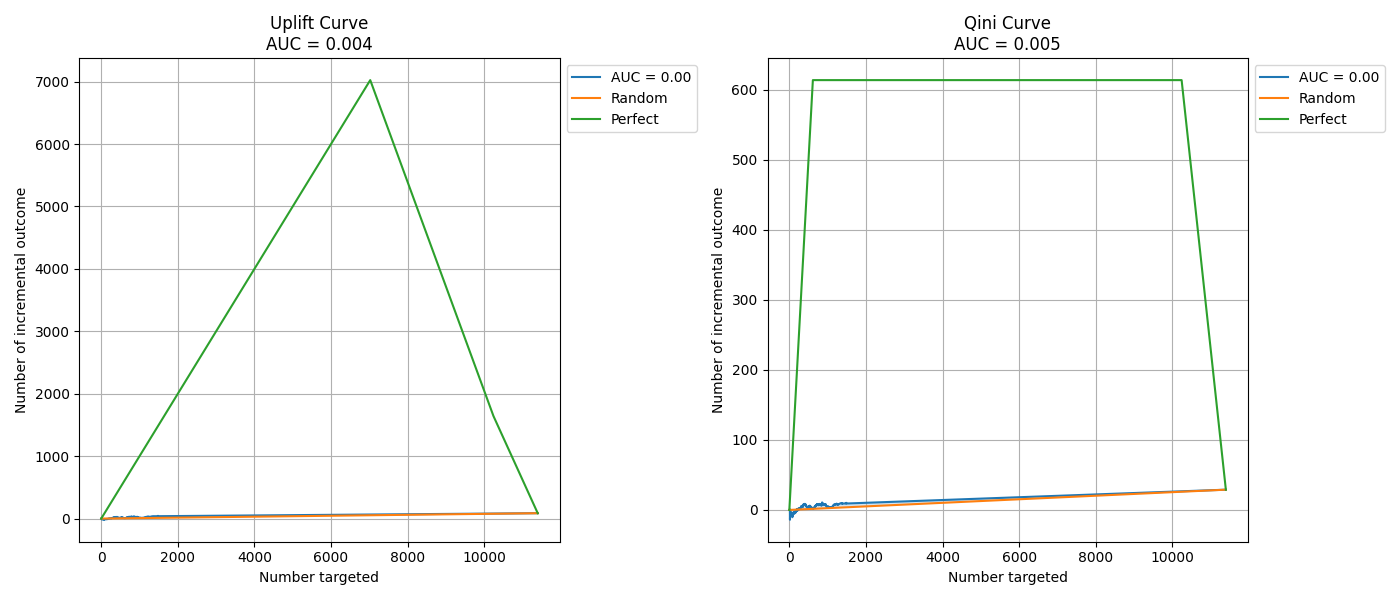 Uplift Curve
AUC = 0.004
Number of incremental outcome
7000
6000
5000
4000
3000
2000
1000
0
0 2000 4000 6000 8000 10000
Number targeted
AUC = 0.00
Random
Perfect
Qini Curve
AUC = 0.005
Number of incremental outcome
600
500
400
300
200
100
0
0 2000 4000 6000 8000 10000
Number targeted
AUC = 0.00
Random
Perfect